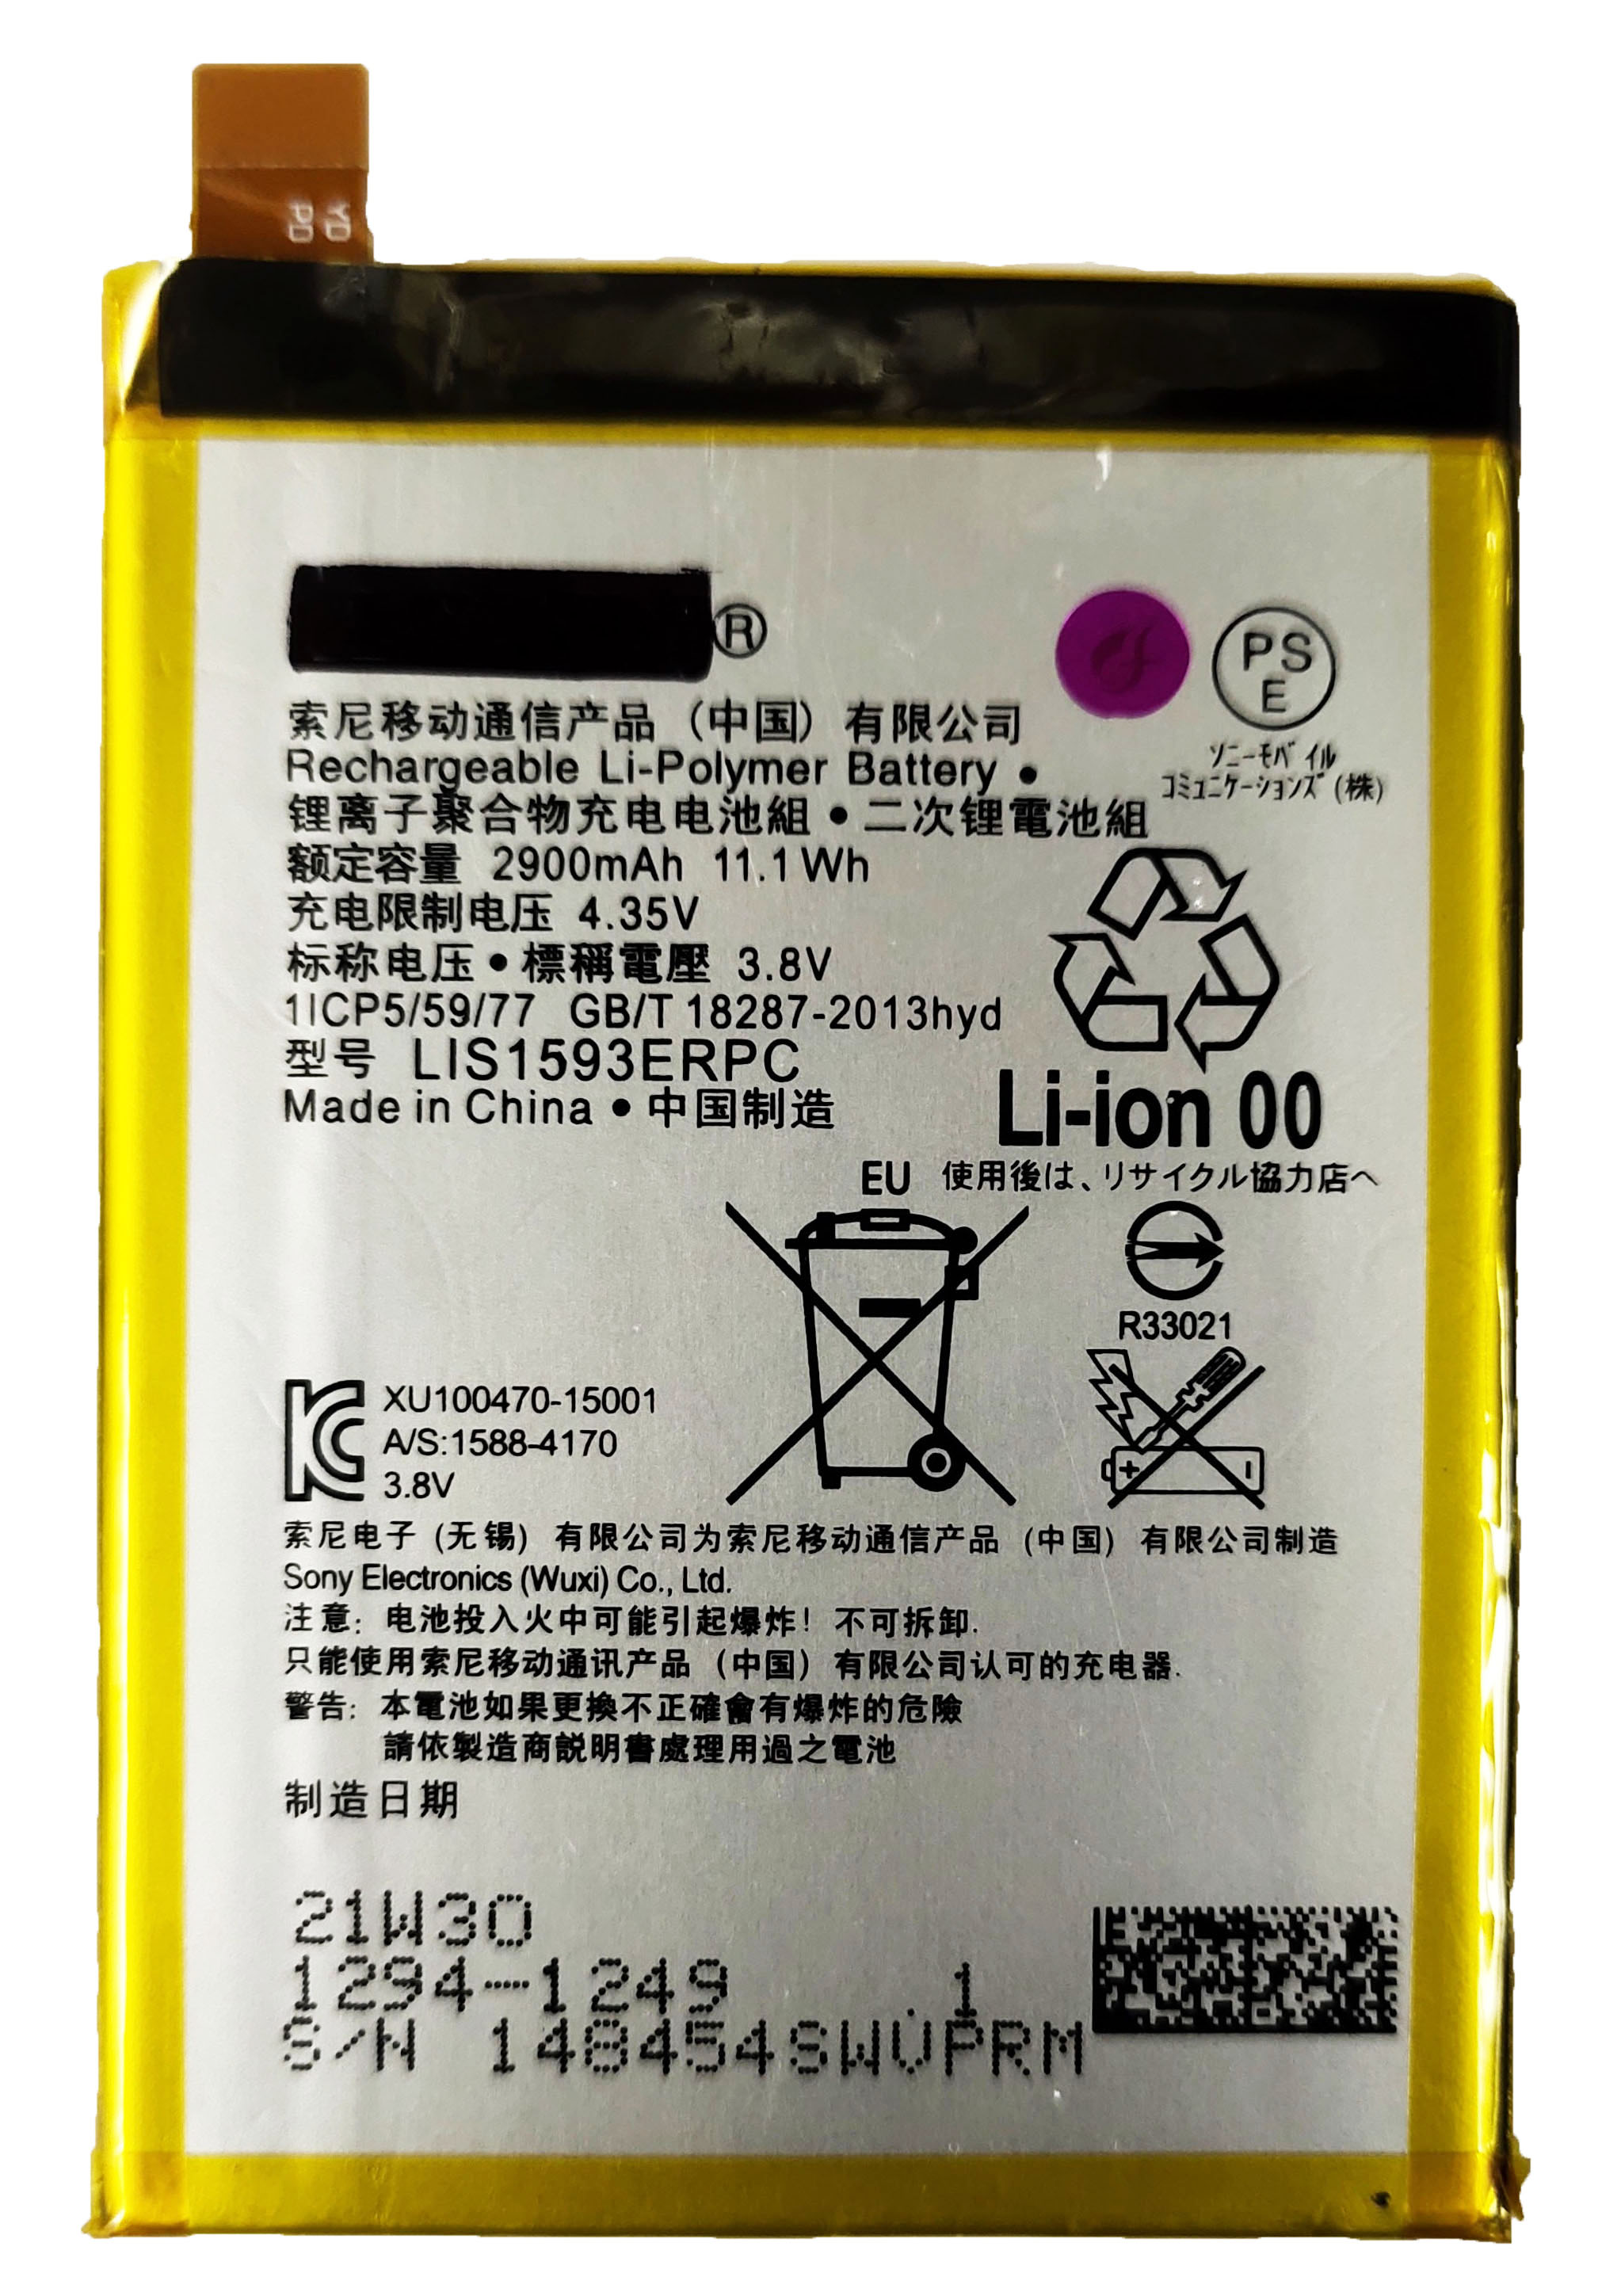 YD
PD
®
PS
E
索尼移动通信产品 (中国) 有限公司
ソニーモバイル
コミュニケーションズ (株)
Rechargeable Li-Polymer Battery •
锂离子聚合物充电电池組 • 二次锂電池組
额定容量 2900mAh 11.1 Wh
充电限制电压 4.35V
标称电压 • 標稱電壓 3.8V
1ICP5/59/77 GB/T 18287-2013hyd
型号 LIS1593ERPC
Made in China • 中国制造
Li-ion 00
EU 使用後は、リサイクル協力店へ
R33021
XU100470-15001
A/S:1588-4170
3.8V
索尼电子 (无锡) 有限公司为索尼移动通信产品 (中国) 有限公司制造
Sony Electronics (Wuxi) Co., Ltd.
注意: 电池投入火中可能引起爆炸! 不可拆卸.
只能使用索尼移动通讯产品 (中国) 有限公司认可的充电器.
警告: 本電池如果更換不正確會有爆炸的危險
請依製造商説明書處理用過之電池
制造日期
21W30
1294-1249 1
S/N 148454SWUPRM